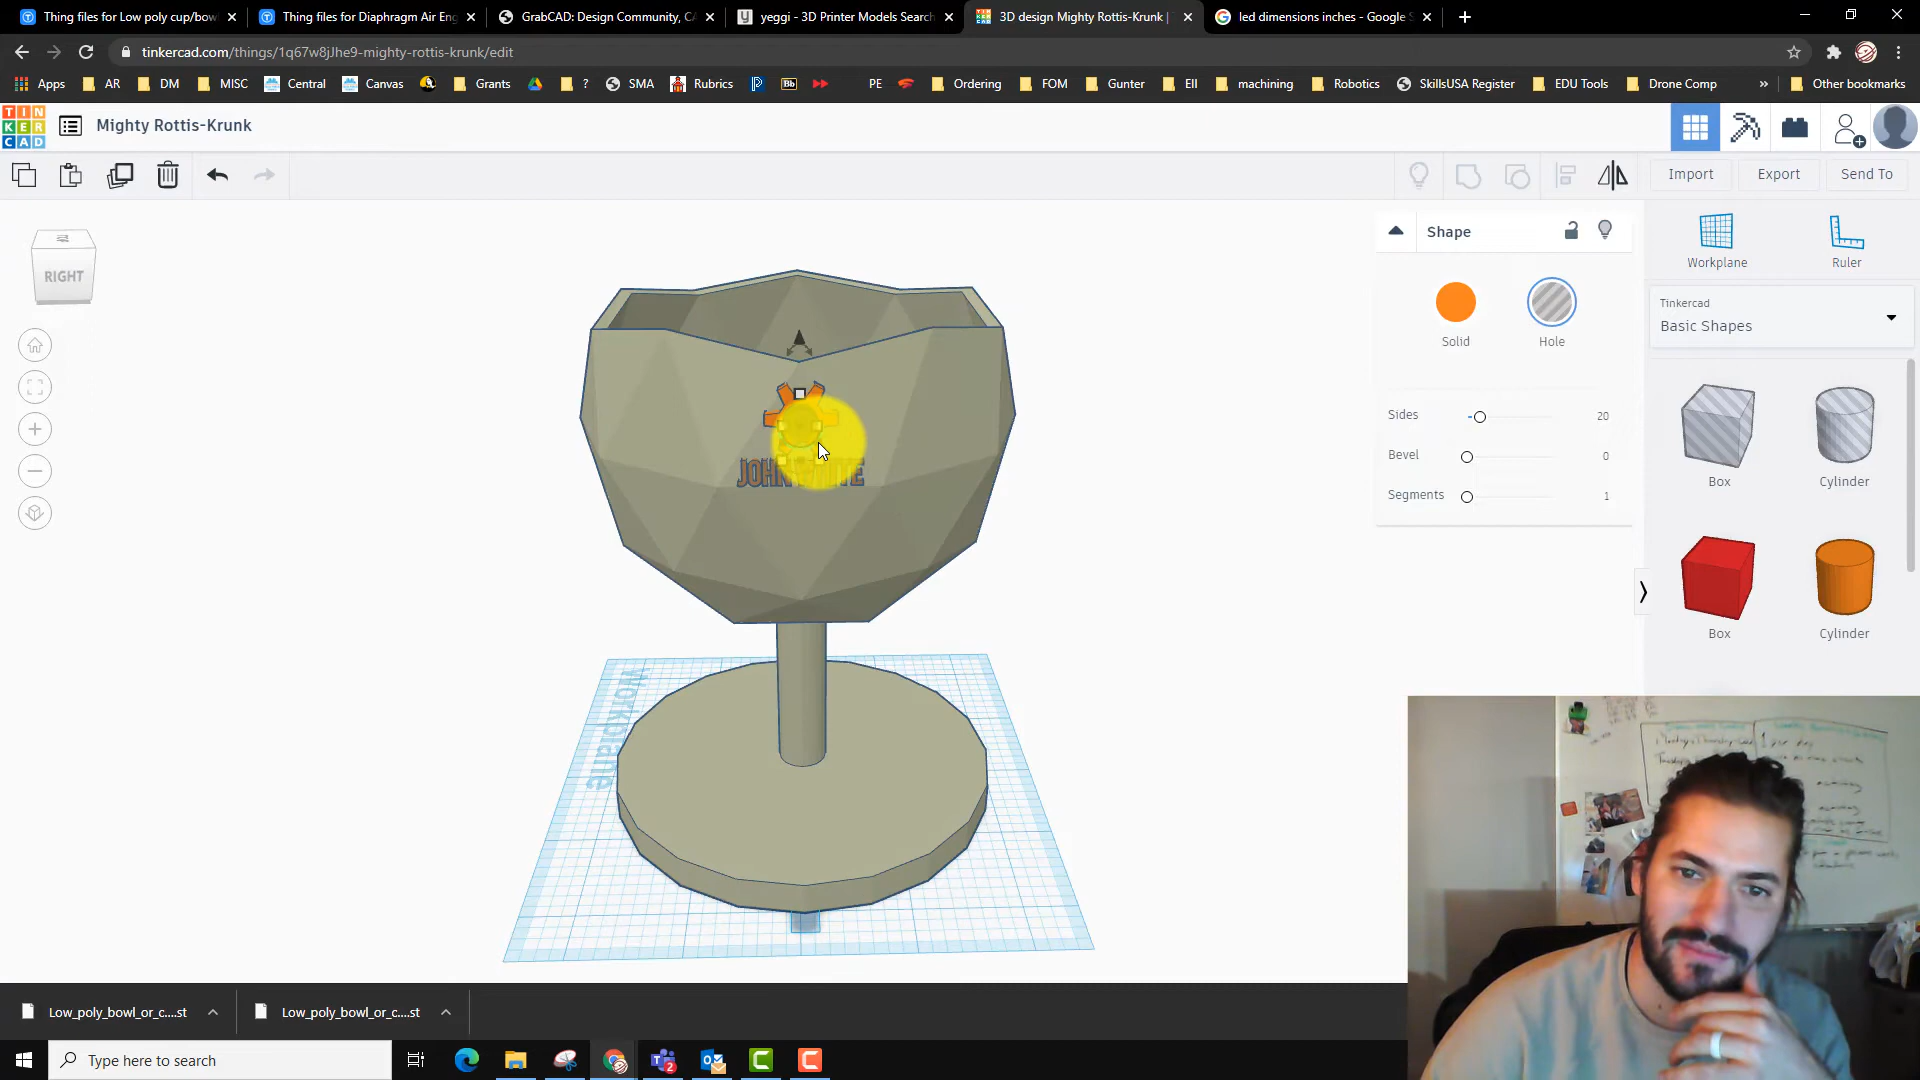 Thing files for Low poly cup/bow
Thing files for Diaphragm Air Eng
GrabCAD: Design Community, CA
yeggi - 3D Printer Models Search
3D design Mighty Rottis-Krunk |
led dimensions inches - Google S
tinkercad.com/things/1q67w8jJhe9-mighty-rottis-krunk/edit
Apps AR DM MISC Central Canvas Grants ? SMA Rubrics Bb PE Ordering FOM Gunter EII machining Robotics SkillsUSA Register EDU Tools Drone Comp » Other bookmarks
TIN
KER
CAD
Mighty Rottis-Krunk
Import Export Send To
RIGHT
Shape
Workplane Ruler
Solid Hole
Tinkercad
Basic Shapes
Sides 20
Bevel 0
Segments 1
Box Cylinder
Box Cylinder
Workplane
Low_poly_bowl_or_c....st
Low_poly_bowl_or_c....st
Type here to search
2